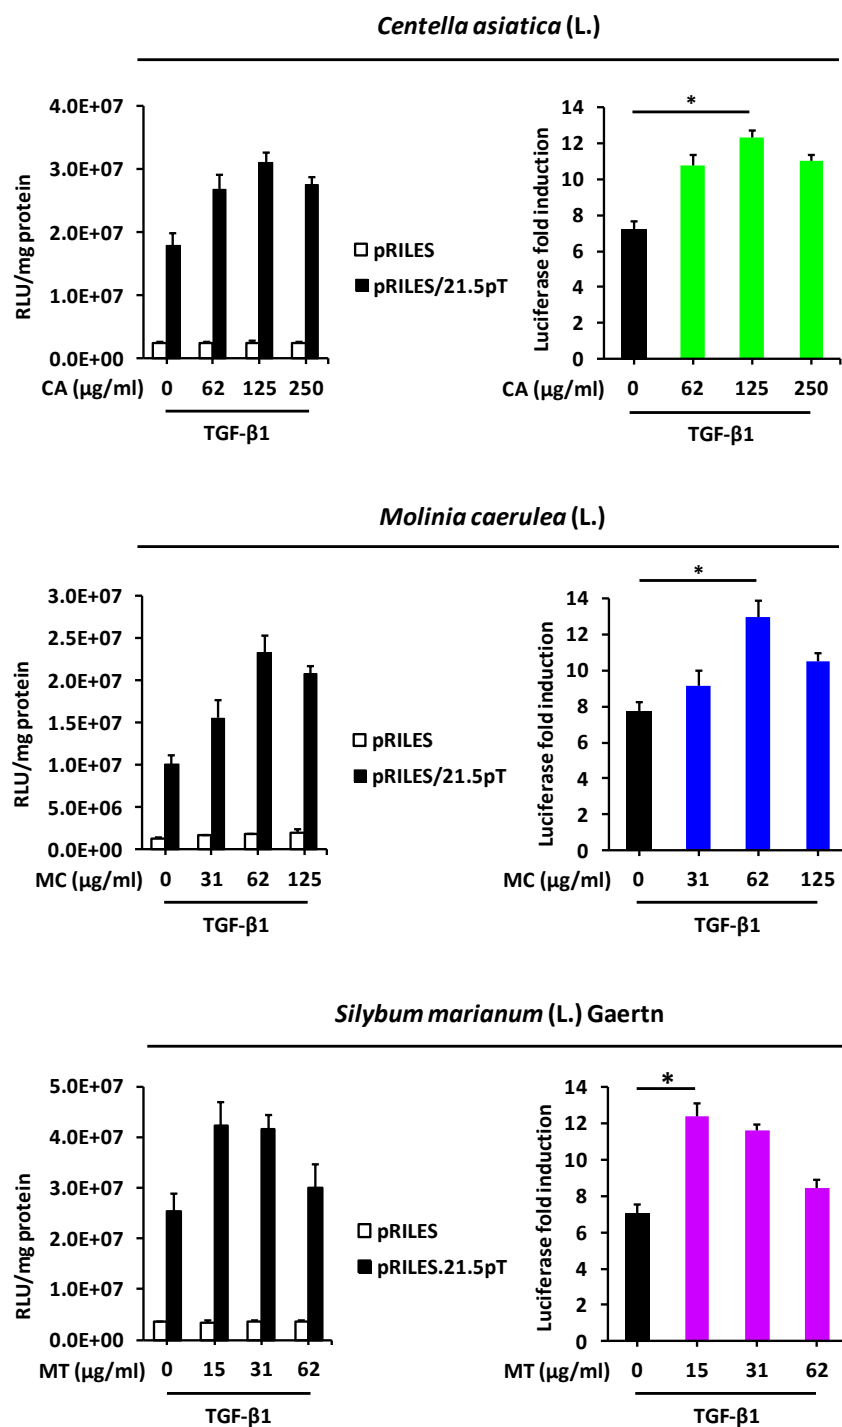 Centella asiatica (L.)
RLU/mg protein
4.0E+07
3.0E+07
2.0E+07
1.0E+07
0.0E+00
CA (µg/ml) 0 62 125 250
TGF-β1
pRILES
pRILES/21.5pT
Luciferase fold induction
14
12
10
8
6
4
2
0
*
CA (µg/ml) 0 62 125 250
TGF-β1
Molinia caerulea (L.)
RLU/mg protein
3.0E+07
2.5E+07
2.0E+07
1.5E+07
1.0E+07
5.0E+06
0.0E+00
MC (µg/ml) 0 31 62 125
TGF-β1
pRILES
pRILES/21.5pT
Luciferase fold induction
14
12
10
8
6
4
2
0
*
MC (µg/ml) 0 31 62 125
TGF-β1
Silybum marianum (L.) Gaertn
RLU/mg protein
5.0E+07
4.0E+07
3.0E+07
2.0E+07
1.0E+07
0.0E+00
MT (µg/ml) 0 15 31 62
TGF-β1
pRILES
pRILES.21.5pT
Luciferase fold induction
14
12
10
8
6
4
2
0
*
MT (µg/ml) 0 15 31 62
TGF-β1